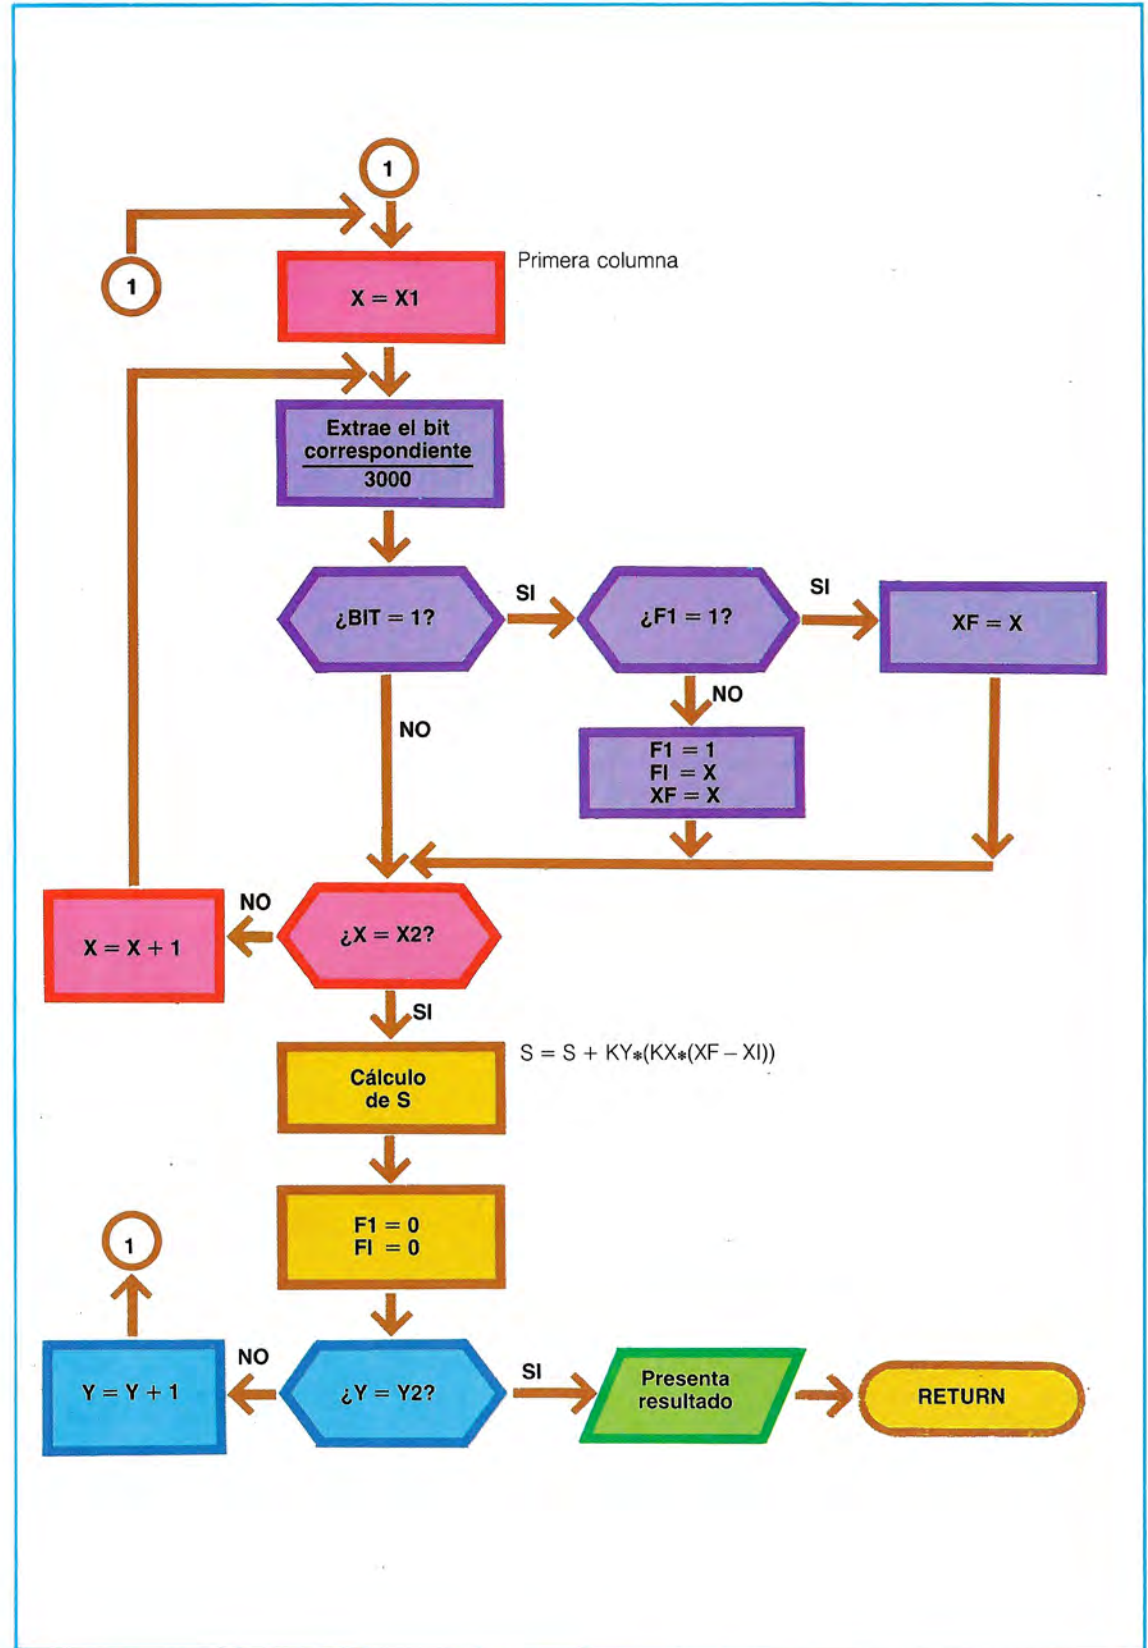 1
1
Primera columna
X = X1
Extrae el bit
correspondiente
3000
¿BIT = 1?
SI
¿F1 = 1?
SI
XF = X
NO
NO
F1 = 1
FI = X
XF = X
NO
X = X + 1
¿X = X2?
SI
S = S + KY*(KX*(XF – XI))
Cálculo
de S
F1 = 0
FI = 0
1
Y = Y + 1
NO
¿Y = Y2?
SI
Presenta
resultado
RETURN